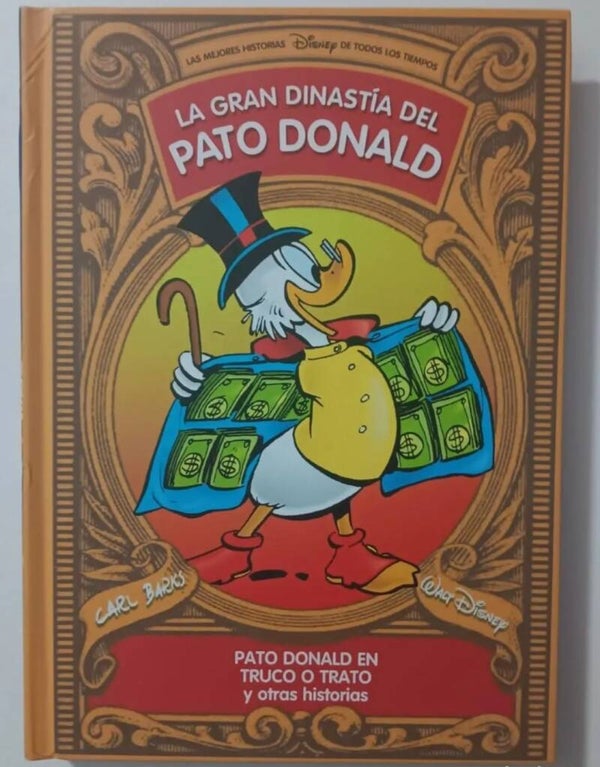 LAS MEJORES HISTORIAS Disney DE TODOS LOS TIEMPOS
LA GRAN DINASTÍA DEL
PATO DONALD
$ $ $ $
$ $ $ $
CARL BARKS
WALT DISNEY
PATO DONALD EN
TRUCO O TRATO
y otras historias